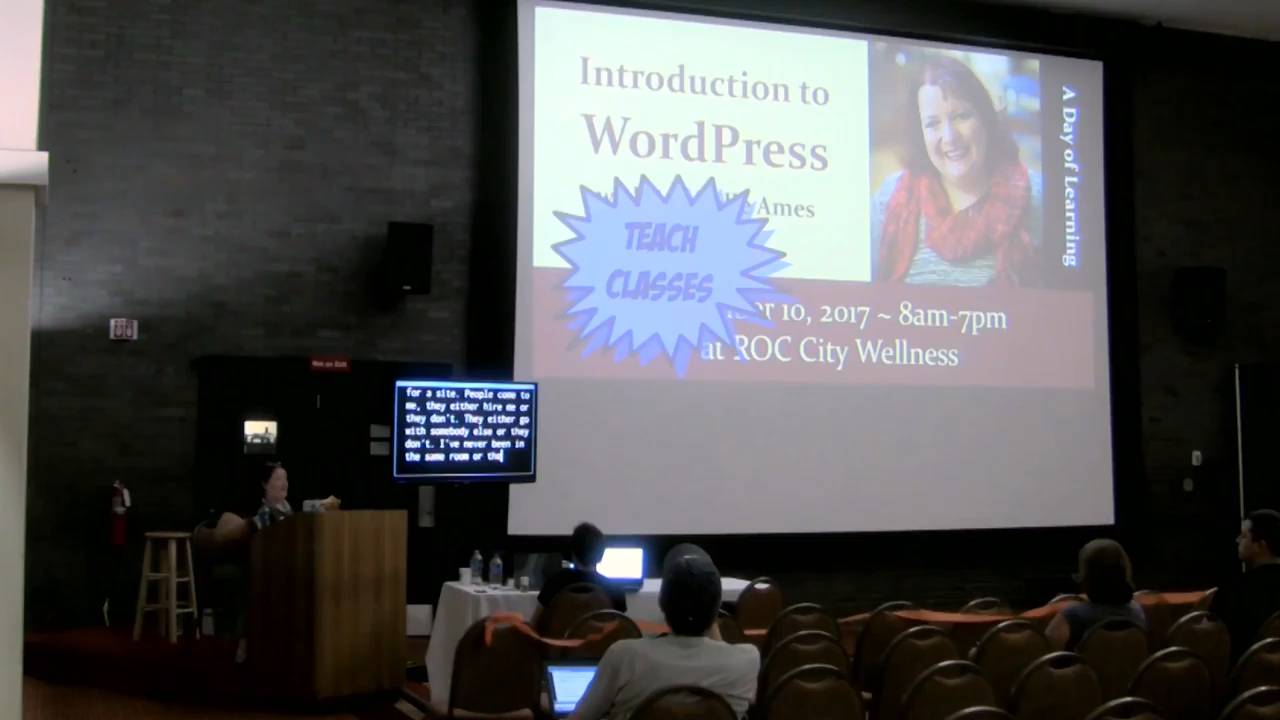 Introduction to
WordPress
Ames
TEACH
CLASSES
10, 2017 ~ 8am-7pm
at ROC City Wellness
A Day of Learning
for a site. People come to
me, they either hire me or
they don't. They either go
with somebody else or they
don't. I've never been in
the same room or the